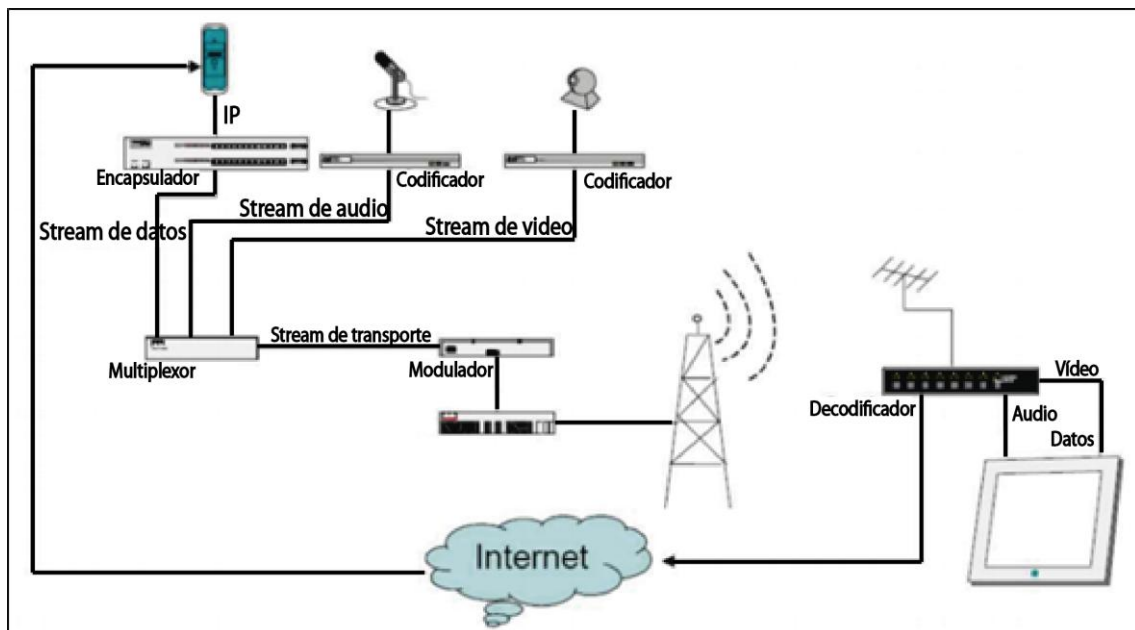 IP
Encapsulador
Codificador
Codificador
Stream de audio
Stream de datos
Stream de video
Stream de transporte
Multiplexor
Modulador
Vídeo
Decodificador
Audio
Datos
Internet